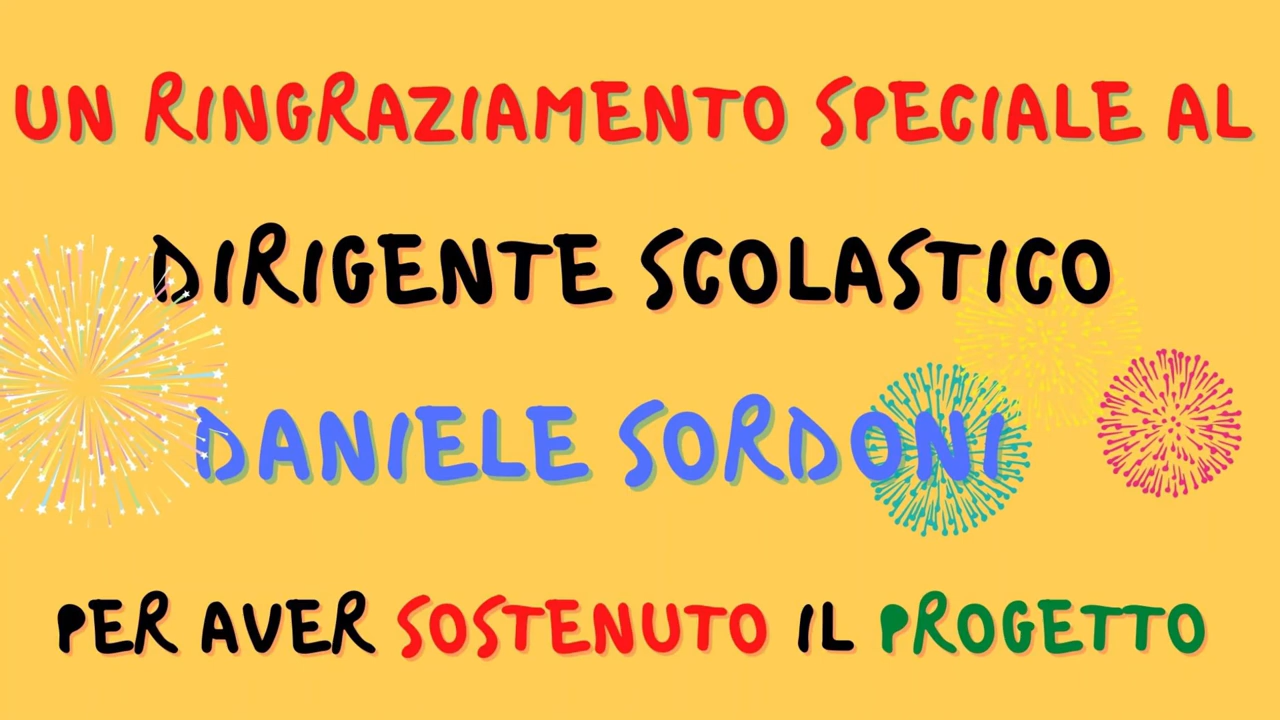 UN RINGRAZIAMENTO SPECIALE AL
DIRIGENTE SCOLASTICO
DANIELE SORDONI
PER AVER SOSTENUTO IL PROGETTO